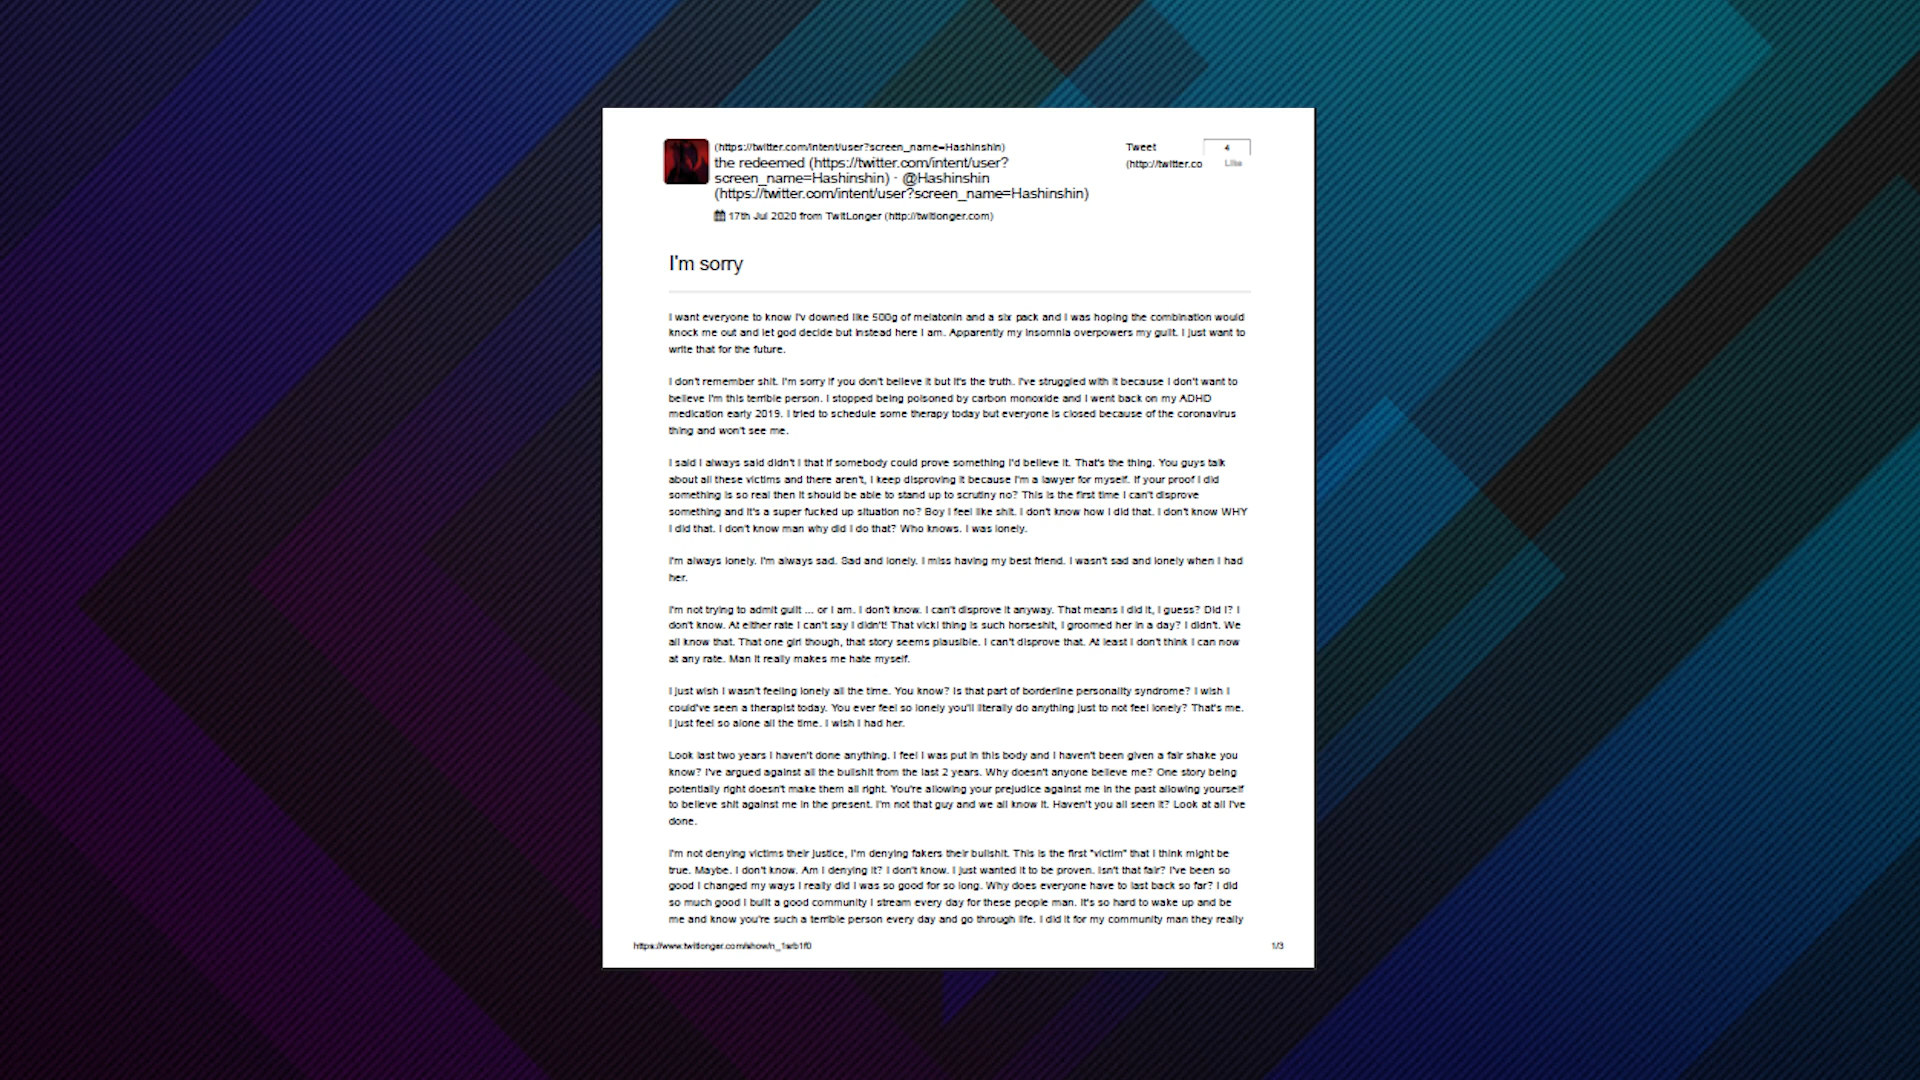 (https://twitter.com/intent/user?screen_name=Hashinshin)
the redeemed (https://twitter.com/intent/user?
screen_name=Hashinshin) · @Hashinshin
(https://twitter.com/intent/user?screen_name=Hashinshin)
17th Jul 2020 from TwitLonger (http://twitlonger.com)
Tweet
(http://twitter.co
4
Like
I'm sorry
I want everyone to know I'v downed like 500g of melatonin and a six pack and I was hoping the combination would
knock me out and let god decide but instead here I am. Apparently my insomnia overpowers my guilt. I just want to
write that for the future.
I don't remember shit. I'm sorry if you don't believe it but it's the truth. I've struggled with it because I don't want to
believe I'm this terrible person. I stopped being poisoned by carbon monoxide and I went back on my ADHD
medication early 2019. I tried to schedule some therapy today but everyone is closed because of the coronavirus
thing and won't see me.
I said I always said didn't I that if somebody could prove something I'd believe it. That's the thing. You guys talk
about all these victims and there aren't, I keep disproving it because I'm a lawyer for myself. If your proof I did
something is so real then it should be able to stand up to scrutiny no? This is the first time I can't disprove
something and it's a super fucked up situation no? Boy I feel like shit. I don't know how I did that. I don't know WHY
I did that. I don't know man why did I do that? Who knows. I was lonely.
I'm always lonely. I'm always sad. Sad and lonely. I miss having my best friend. I wasn't sad and lonely when I had
her.
I'm not trying to admit guilt ... or I am. I don't know. I can't disprove it anyway. That means I did it, I guess? Did I? I
don't know. At either rate I can't say I didn't! That vicki thing is such horseshit, I groomed her in a day? I didn't. We
all know that. That one girl though, that story seems plausible. I can't disprove that. At least I don't think I can now
at any rate. Man it really makes me hate myself.
I just wish I wasn't feeling lonely all the time. You know? Is that part of borderline personality syndrome? I wish I
could've seen a therapist today. You ever feel so lonely you'll literally do anything just to not feel lonely? That's me.
I just feel so alone all the time. I wish I had her.
Look last two years I haven't done anything. I feel I was put in this body and I haven't been given a fair shake you
know? I've argued against all the bullshit from the last 2 years. Why doesn't anyone believe me? One story being
potentially right doesn't make them all right. You're allowing your prejudice against me in the past allowing yourself
to believe shit against me in the present. I'm not that guy and we all know it. Haven't you all seen it? Look at all I've
done.
I'm not denying victims their justice, I'm denying fakers their bullshit. This is the first "victim" that I think might be
true. Maybe. I don't know. Am I denying it? I don't know. I just wanted it to be proven. Isn't that fair? I've been so
good I changed my ways I really did I was so good for so long. Why does everyone have to last back so far? I did
so much good I built a good community I stream every day for these people man. It's so hard to wake up and be
me and know you're such a terrible person every day and go through life. I did it for my community man they really
https://www.twitlonger.com/show/n_1srb1f0
1/3